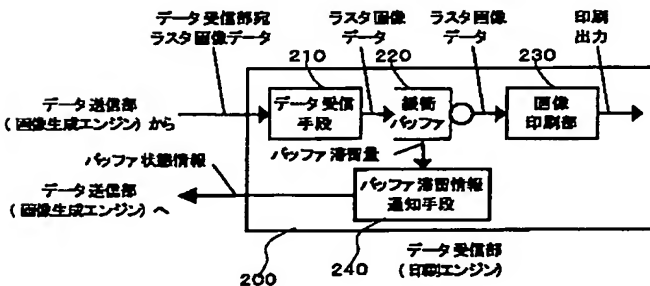 データ受信部宛
ラスタ画像データ
ラスタ画像
データ
ラスタ画像
データ
印刷
出力
210
220
230
データ送信部
(画像生成エンジン)から
データ受信
手段
緩衝
バッファ
画像
印刷部
バッファ滞留量
バッファ状態情報
データ送信部
(画像生成エンジン)へ
バッファ滞留情報
通知手段
200
240
データ受信部
(印刷エンジン)